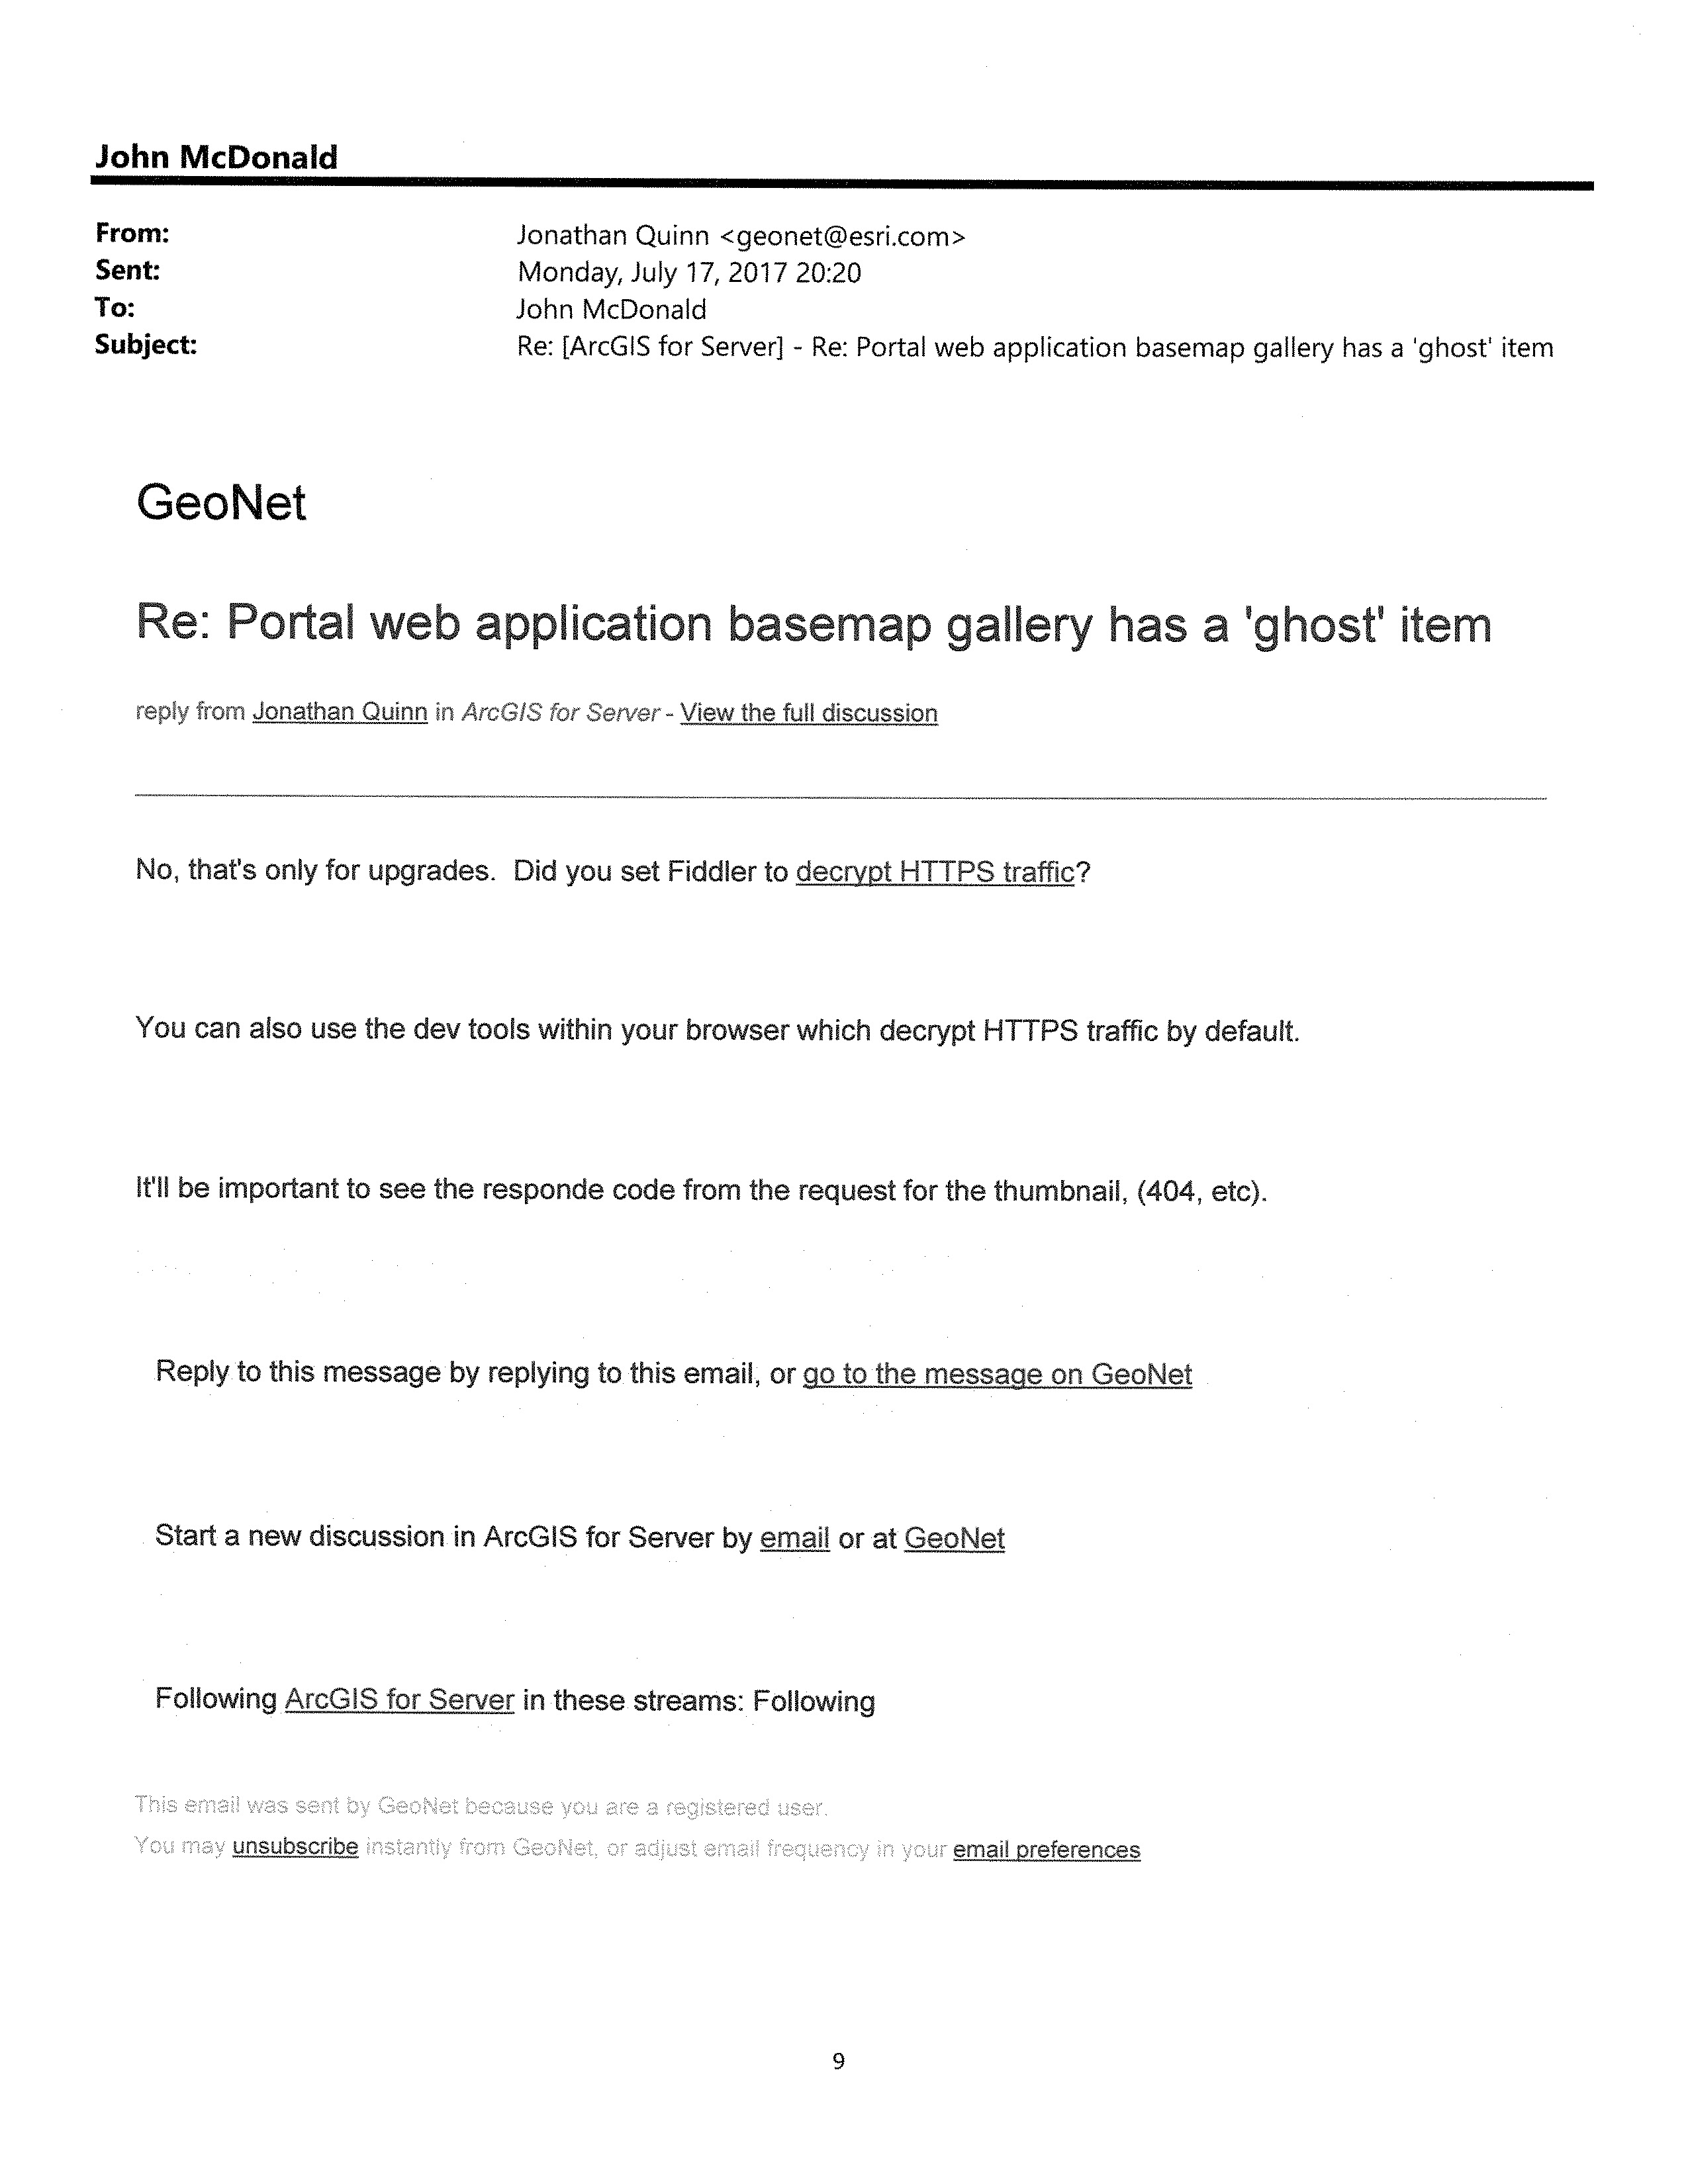 John McDonald
From: Jonathan Quinn <geonet@esri.com>
Sent: Monday, July 17, 2017 20:20
To: John McDonald
Subject: Re: [ArcGIS for Server] - Re: Portal web application basemap gallery has a 'ghost' item
GeoNet
Re: Portal web application basemap gallery has a 'ghost' item
reply from Jonathan Quinn in ArcGIS for Server - View the full discussion
No, that's only for upgrades.  Did you set Fiddler to decrypt HTTPS traffic?
You can also use the dev tools within your browser which decrypt HTTPS traffic by default.
It'll be important to see the responde code from the request for the thumbnail, (404, etc).
Reply to this message by replying to this email, or go to the message on GeoNet
Start a new discussion in ArcGIS for Server by email or at GeoNet
Following ArcGIS for Server in these streams: Following
This email was sent by GeoNet because you are a registered user.
You may unsubscribe instantly from GeoNet, or adjust email frequency in your email preferences
9